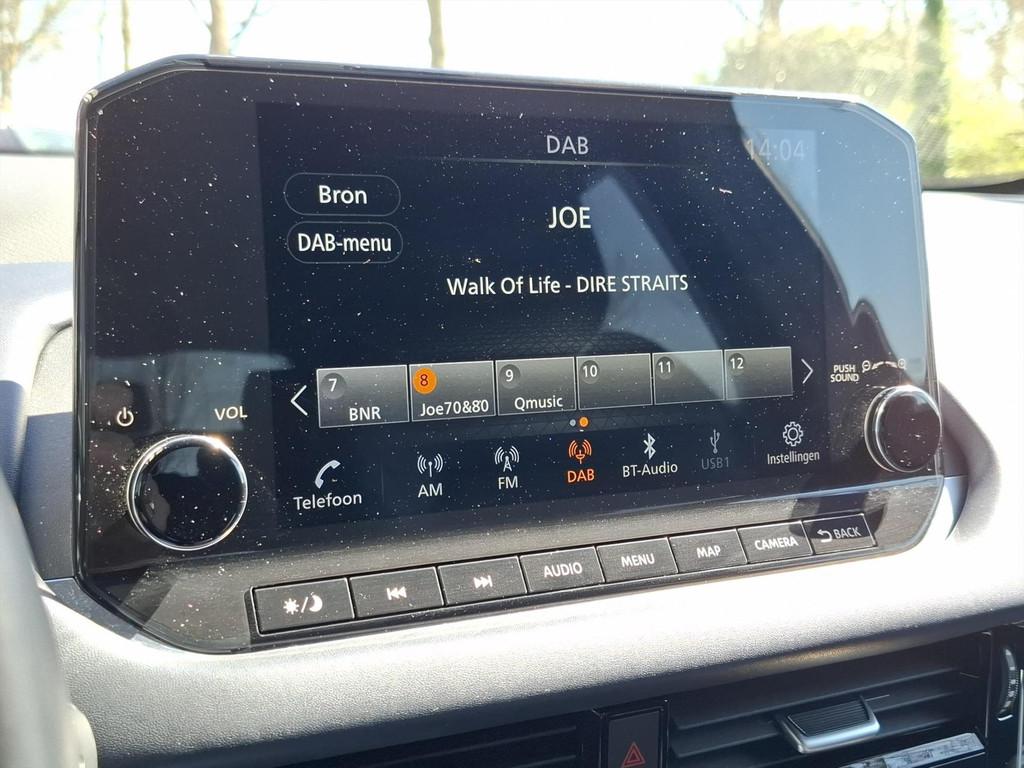 DAB
14:04
Bron
DAB-menu
JOE
Walk Of Life - DIRE STRAITS
7
BNR
8
Joe70&80
9
Qmusic
10
11
12
VOL
PUSH
SOUND
Telefoon
AM
FM
DAB
BT-Audio
USB1
Instellingen
AUDIO
MENU
MAP
CAMERA
BACK